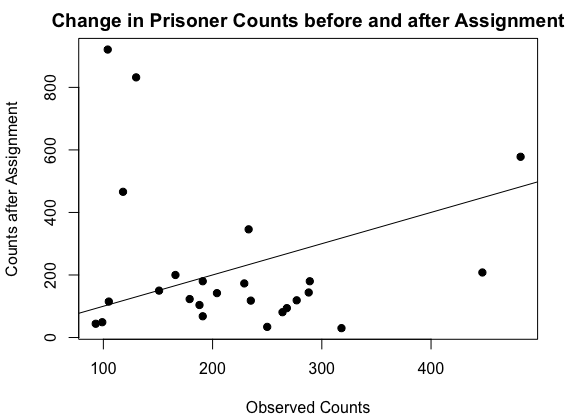 Change in Prisoner Counts before and after Assignment
Counts after Assignment
800
600
400
200
0
100 200 300 400
Observed Counts